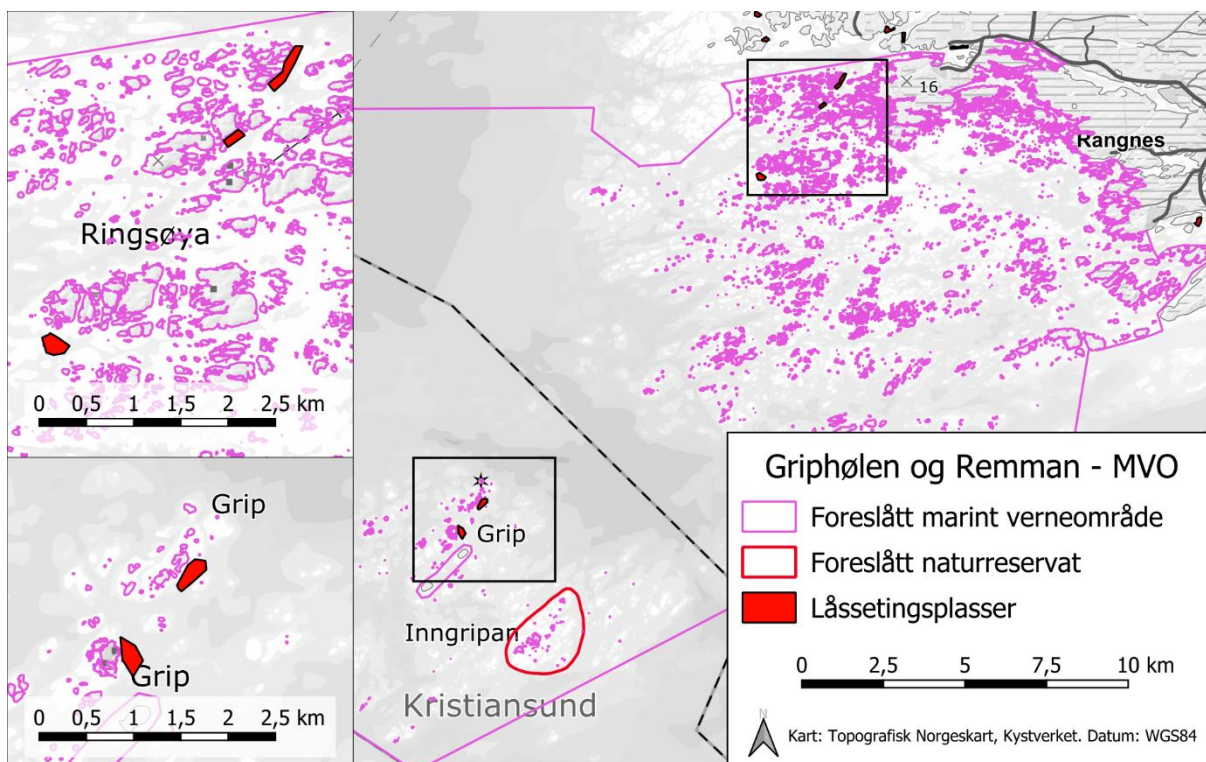 Ringsøya
0 0,5 1 1,5 2 2,5 km
Grip
Grip
0 0,5 1 1,5 2 2,5 km
16
Rangnes
Grip
Inngripan
Kristiansund
Griphølen og Remman - MVO
Foreslått marint verneområde
Foreslått naturreservat
Låssetingsplasser
0 2,5 5 7,5 10 km
N
Kart: Topografisk Norgeskart, Kystverket. Datum: WGS84